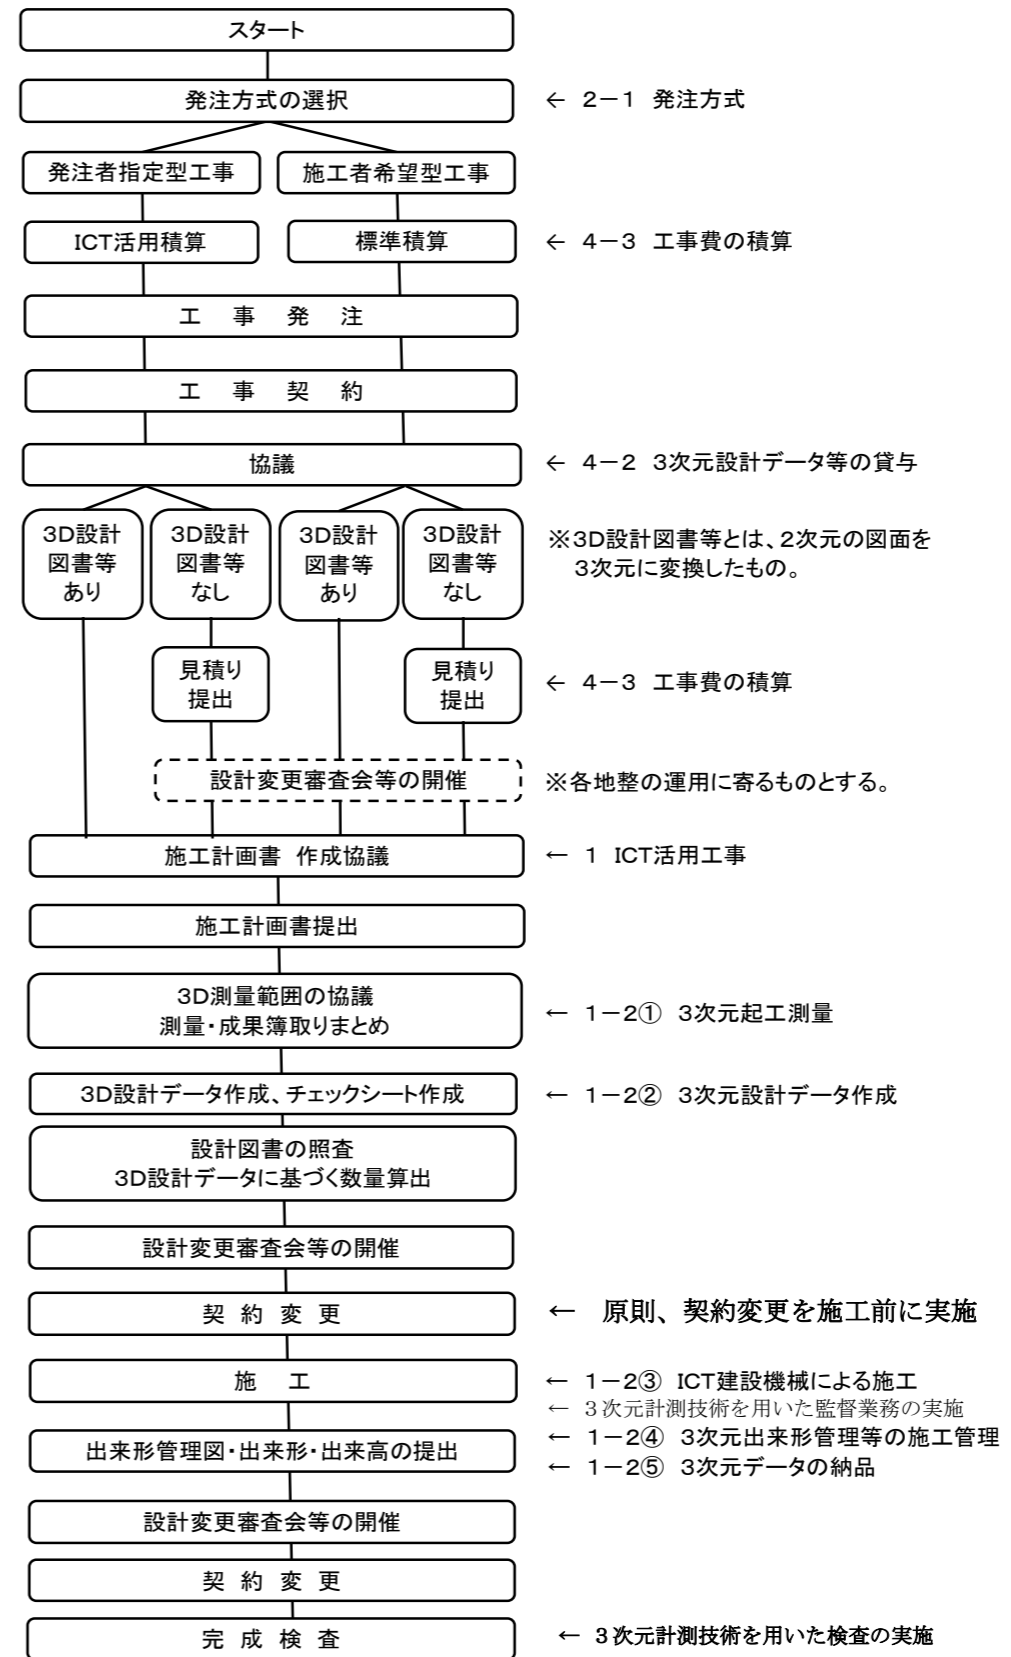 スタート
発注方式の選択
← 2－1 発注方式
発注者指定型工事
施工者希望型工事
ICT活用積算
標準積算
← 4－3 工事費の積算
工 事 発 注
工 事 契 約
協議
← 4－2 3次元設計データ等の貸与
3D設計
図書等
あり
3D設計
図書等
なし
3D設計
図書等
あり
3D設計
図書等
なし
※3D設計図書等とは、2次元の図面を
3次元に変換したもの。
見積り
提出
見積り
提出
← 4－3 工事費の積算
設計変更審査会等の開催
※各地整の運用に寄るものとする。
施工計画書 作成協議
← 1 ICT活用工事
施工計画書提出
3D測量範囲の協議
測量・成果簿取りまとめ
← 1－2① 3次元起工測量
3D設計データ作成、チェックシート作成
← 1－2② 3次元設計データ作成
設計図書の照査
3D設計データに基づく数量算出
設計変更審査会等の開催
契 約 変 更
← 原則、契約変更を施工前に実施
施 工
← 1－2③ ICT建設機械による施工
← 3次元計測技術を用いた監督業務の実施
出来形管理図・出来形・出来高の提出
← 1－2④ 3次元出来形管理等の施工管理
← 1－2⑤ 3次元データの納品
設計変更審査会等の開催
契 約 変 更
完 成 検 査
← 3次元計測技術を用いた検査の実施